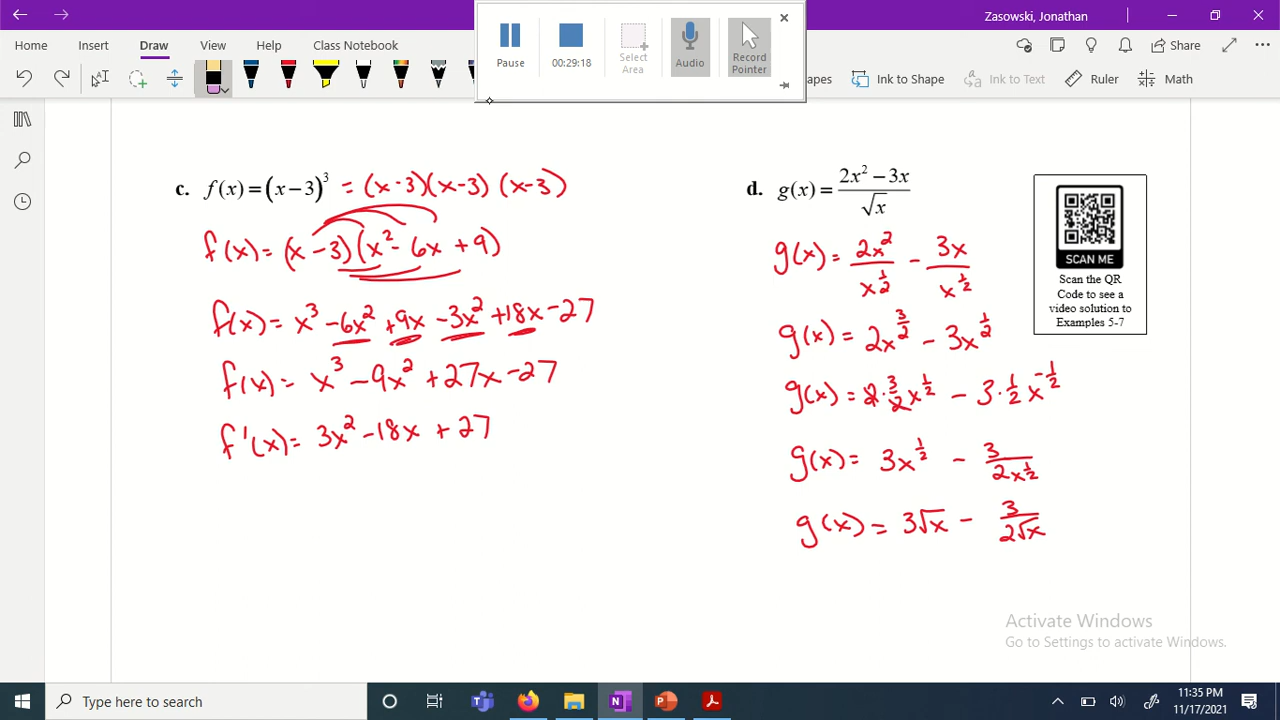 Zasowski, Jonathan
Home Insert Draw View Help Class Notebook
Share
Pause
00:29:18
Select Area
Audio
Record Pointer
Ink to Shape
Ruler
Math
c. f(x) = (x−3)³ = (x-3)(x-3)(x-3)
f(x) = (x-3)(x² - 6x + 9)
f(x) = x³ -6x² +9x -3x² +18x -27
f(x) = x³ -9x² +27x -27
f'(x) = 3x² -18x + 27
d. g(x) = (2x² − 3x)/√x
g(x) = 2x²/x^(1/2) - 3x/x^(1/2)
g(x) = 2x^(3/2) - 3x^(1/2)
g(x) = 2·3/2 x^(1/2) - 3·1/2 x^(-1/2)
g(x) = 3x^(1/2) - 3/(2x^(1/2))
g(x) = 3√x - 3/(2√x)
SCAN ME
Scan the QR
Code to see a
video solution to
Examples 5-7
Activate Windows
Go to Settings to activate Windows.
Type here to search
11:35 PM
11/17/2021